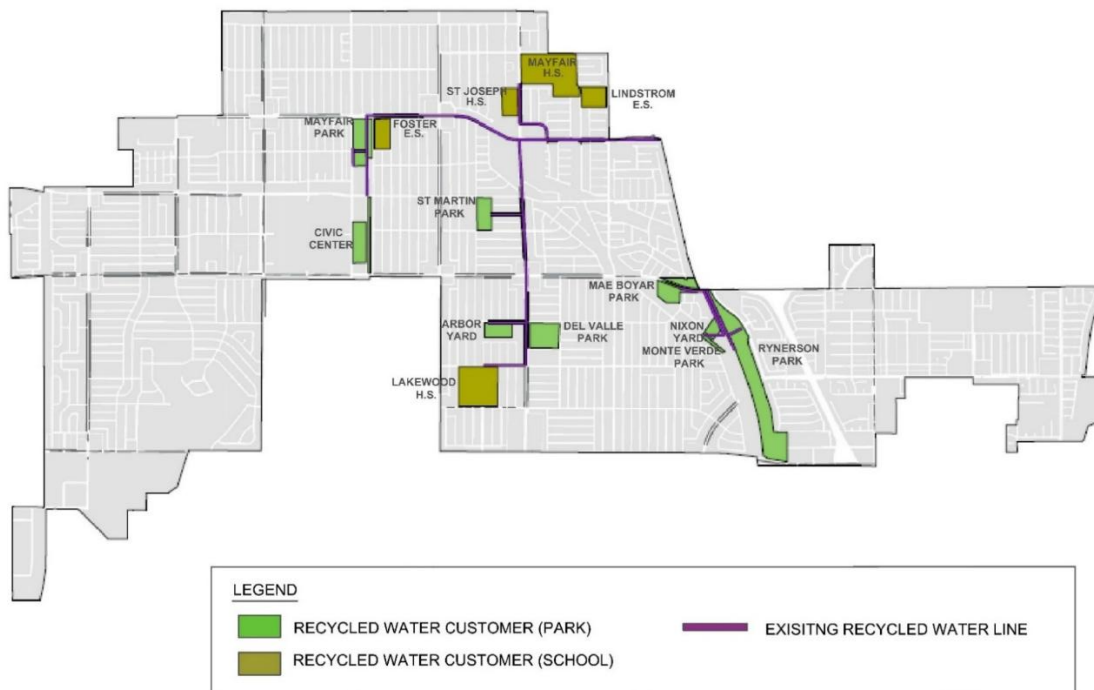 MAYFAIR
H.S.
ST JOSEPH
H.S.
LINDSTROM
E.S.
MAYFAIR
PARK
FOSTER
E.S.
ST MARTIN
PARK
CIVIC
CENTER
MAE BOYAR
PARK
ARBOR
YARD
DEL VALLE
PARK
NIXON
YARD
MONTE VERDE
PARK
RYNERSON
PARK
LAKEWOOD
H.S.
LEGEND
RECYCLED WATER CUSTOMER (PARK)
EXISITNG RECYCLED WATER LINE
RECYCLED WATER CUSTOMER (SCHOOL)